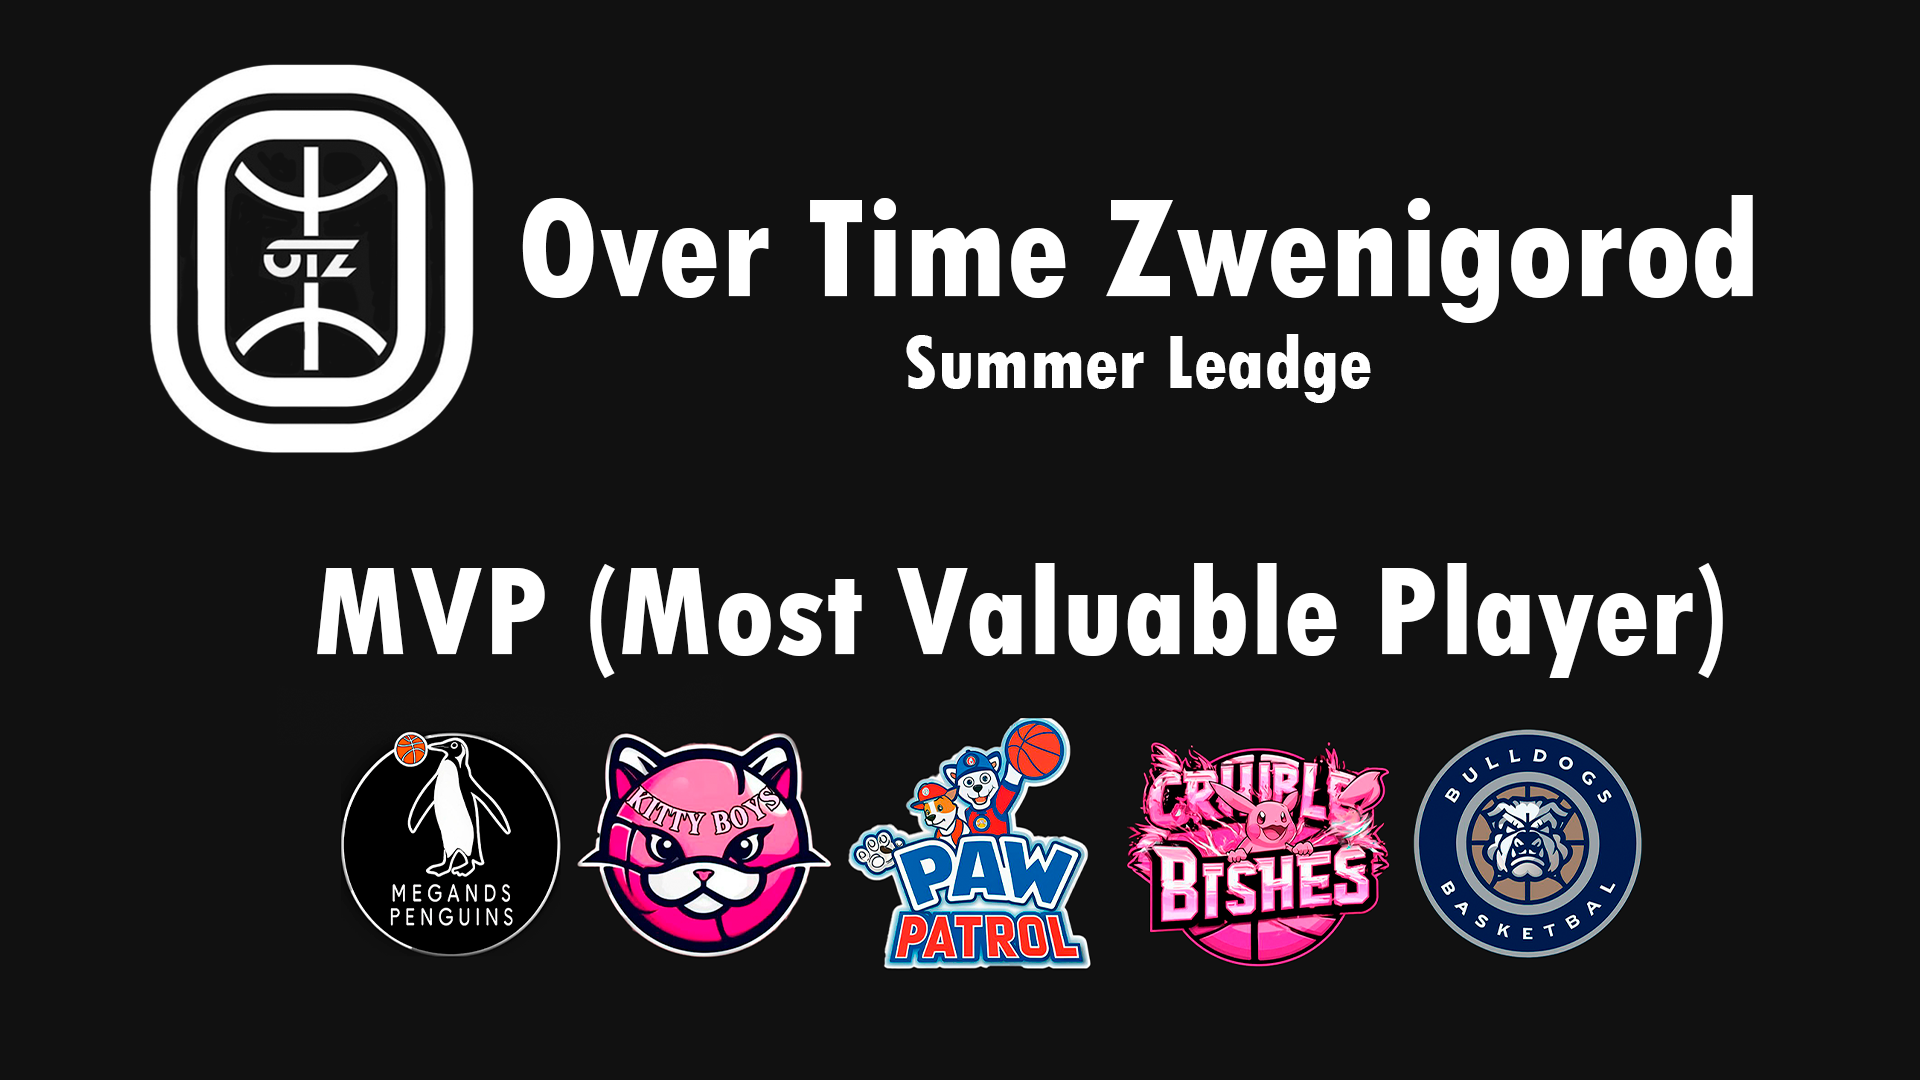 OTZ
Over Time Zwenigorod
Summer Leadge
MVP (Most Valuable Player)
MEGANDS
PENGUINS
KITTY BOYS
PAW
PATROL
BISHES
BULLDOGS
BASKETBAL